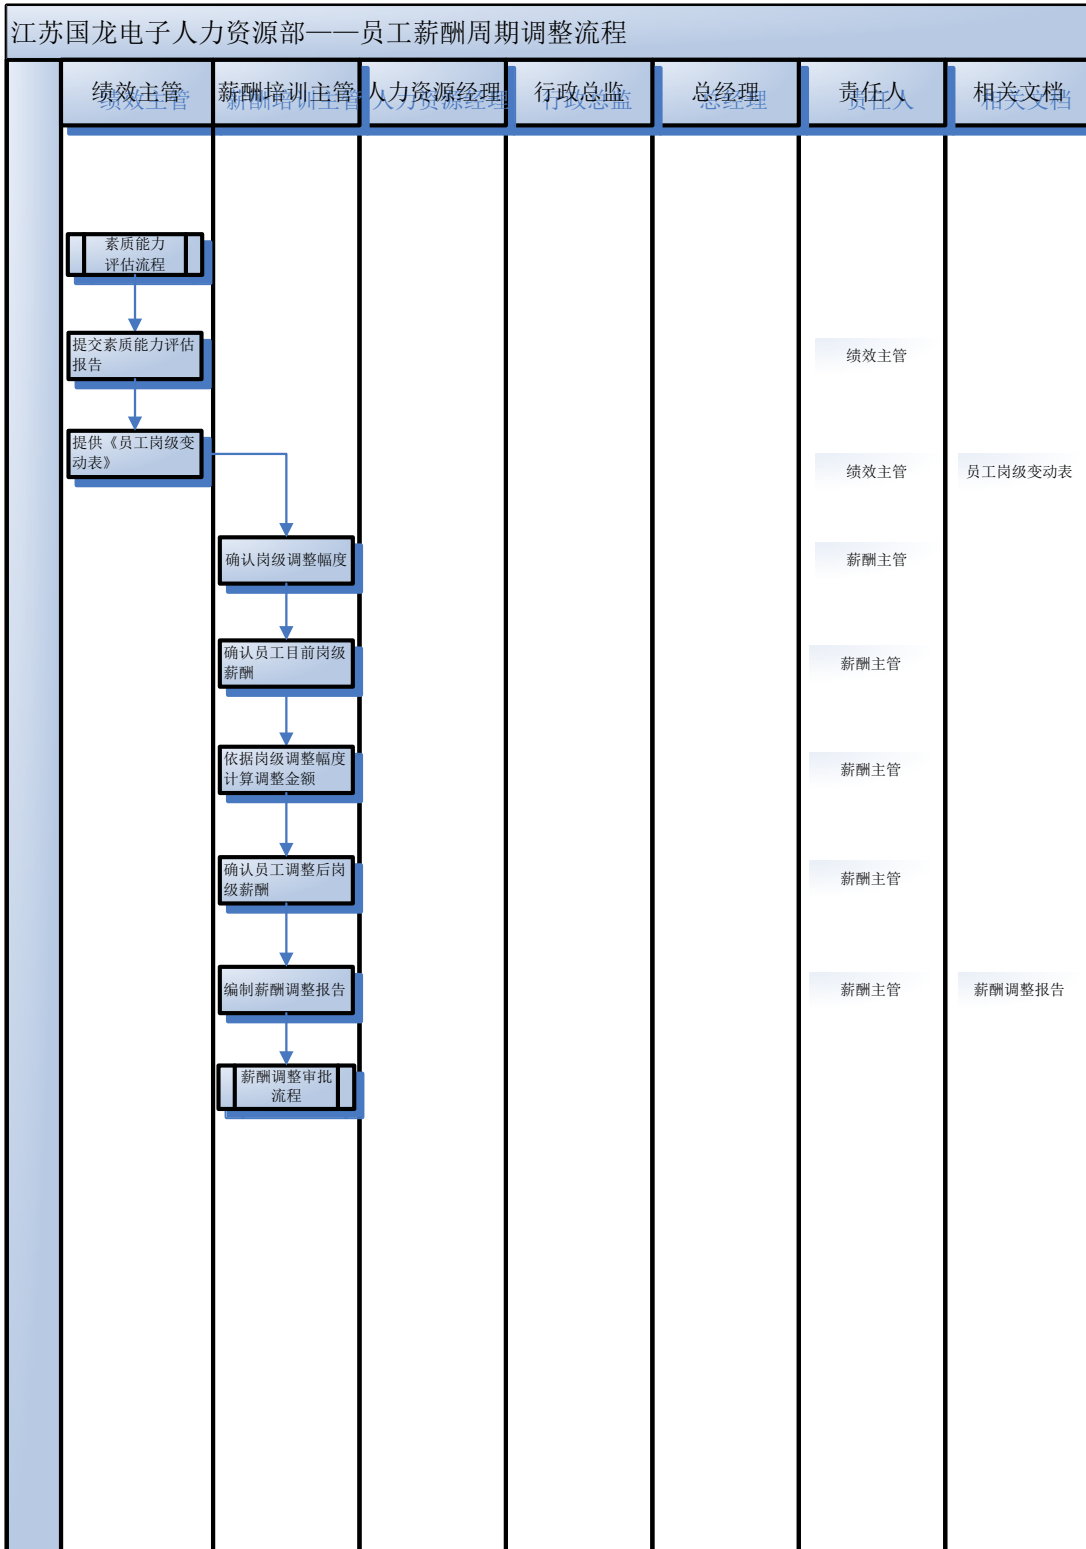 江苏国龙电子人力资源部——员工薪酬周期调整流程
绩效主管 薪酬培训主管 人力资源经理 行政总监 总经理 责任人 相关文档
素质能力
评估流程
提交素质能力评估
报告
绩效主管
提供《员工岗级变
动表》
绩效主管 员工岗级变动表
确认岗级调整幅度 薪酬主管
确认员工目前岗级
薪酬
薪酬主管
依据岗级调整幅度
计算调整金额
薪酬主管
确认员工调整后岗
级薪酬
薪酬主管
编制薪酬调整报告 薪酬主管 薪酬调整报告
薪酬调整审批
流程